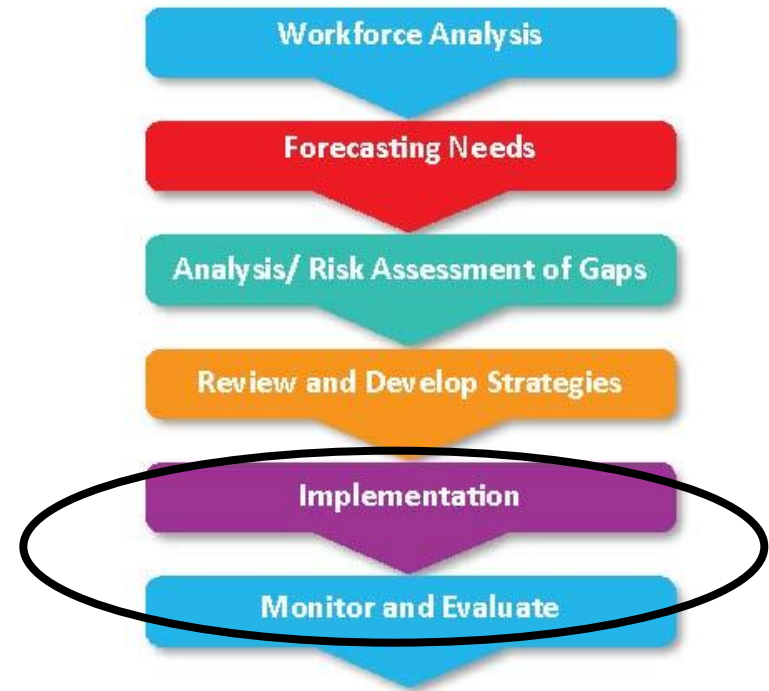 Workforce Analysis
Forecasting Needs
Analysis/ Risk Assessment of Gaps
Review and Develop Strategies
Implementation
Monitor and Evaluate